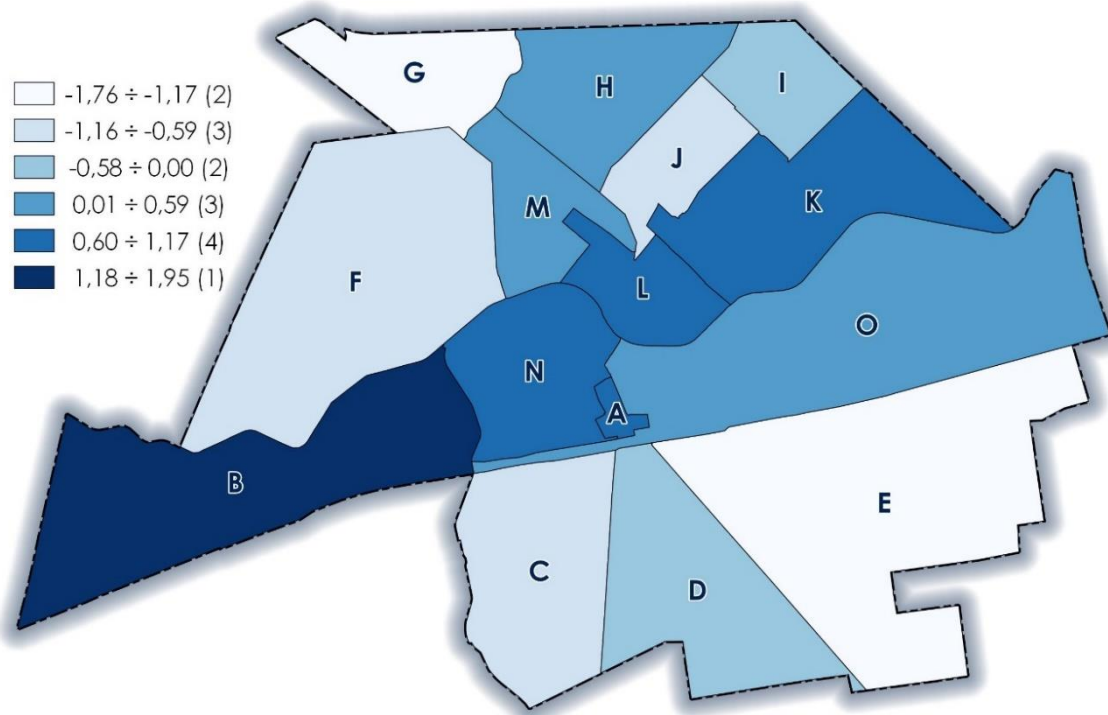 -1,76 ÷ -1,17 (2)
-1,16 ÷ -0,59 (3)
-0,58 ÷ 0,00 (2)
0,01 ÷ 0,59 (3)
0,60 ÷ 1,17 (4)
1,18 ÷ 1,95 (1)
G
H
I
J
K
M
F
L
O
N
A
B
E
C
D